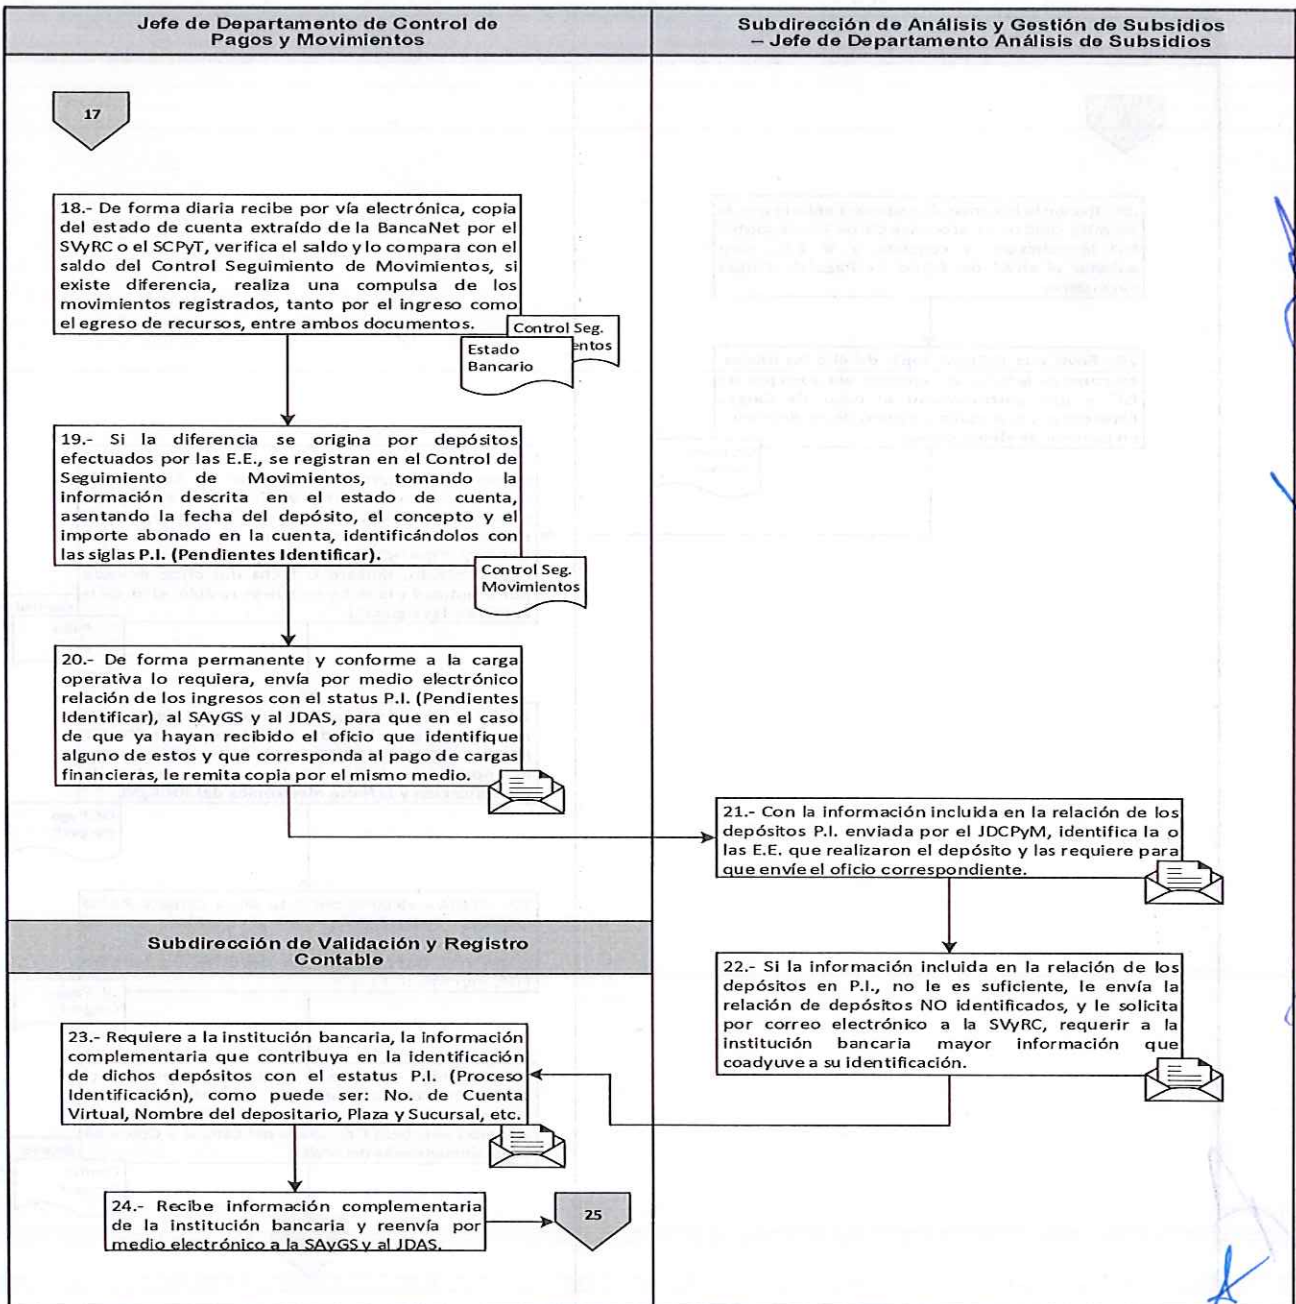 Jefe de Departamento de Control de
Pagos y Movimientos
Subdirección de Análisis y Gestión de Subsidios
– Jefe de Departamento Análisis de Subsidios
17
18.- De forma diaria recibe por vía electrónica, copia
del estado de cuenta extraído de la BancaNet por el
SVyRC o el SCPyT, verifica el saldo y lo compara con el
saldo del Control Seguimiento de Movimientos, si
existe diferencia, realiza una compulsa de los
movimientos registrados, tanto por el ingreso como
el egreso de recursos, entre ambos documentos.
Control Seg.
entos
Estado
Bancario
19.- Si la diferencia se origina por depósitos
efectuados por las E.E., se registran en el Control de
Seguimiento de Movimientos, tomando la
información descrita en el estado de cuenta,
asentando la fecha del depósito, el concepto y el
importe abonado en la cuenta, identificándolos con
las siglas P.I. (Pendientes Identificar).
Control Seg.
Movimientos
20.- De forma permanente y conforme a la carga
operativa lo requiera, envía por medio electrónico
relación de los ingresos con el status P.I. (Pendientes
Identificar), al SAyGS y al JDAS, para que en el caso
de que ya hayan recibido el oficio que identifique
alguno de estos y que corresponda al pago de cargas
financieras, le remita copia por el mismo medio.
21.- Con la información incluida en la relación de los
depósitos P.I. enviada por el JDCPyM, identifica la o
las E.E. que realizaron el depósito y las requiere para
que envíe el oficio correspondiente.
22.- Si la información incluida en la relación de los
depósitos en P.I., no le es suficiente, le envía la
relación de depósitos NO identificados, y le solicita
por correo electrónico a la SVyRC, requerir a la
institución bancaria mayor información que
coadyuve a su identificación.
Subdirección de Validación y Registro
Contable
23.- Requiere a la institución bancaria, la información
complementaria que contribuya en la identificación
de dichos depósitos con el estatus P.I. (Proceso
Identificación), como puede ser: No. de Cuenta
Virtual, Nombre del depositario, Plaza y Sucursal, etc.
24.- Recibe información complementaria
de la institución bancaria y reenvía por
medio electrónico a la SAyGS y al JDAS.
25